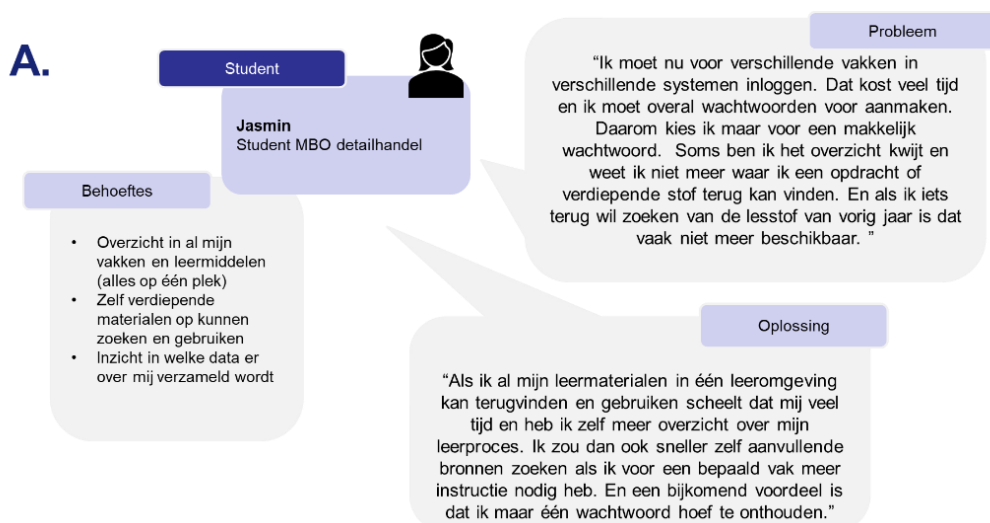 A.
Student
Jasmin
Student MBO detailhandel
Probleem
“Ik moet nu voor verschillende vakken in
verschillende systemen inloggen. Dat kost veel tijd
en ik moet overal wachtwoorden voor aanmaken.
Daarom kies ik maar voor een makkelijk
wachtwoord.  Soms ben ik het overzicht kwijt en
weet ik niet meer waar ik een opdracht of
verdiepende stof terug kan vinden. En als ik iets
terug wil zoeken van de lesstof van vorig jaar is dat
vaak niet meer beschikbaar. ”
Behoeftes
• Overzicht in al mijn
vakken en leermiddelen
(alles op één plek)
• Zelf verdiepende
materialen op kunnen
zoeken en gebruiken
• Inzicht in welke data er
over mij verzameld wordt
Oplossing
“Als ik al mijn leermaterialen in één leeromgeving
kan terugvinden en gebruiken scheelt dat mij veel
tijd en heb ik zelf meer overzicht over mijn
leerproces. Ik zou dan ook sneller zelf aanvullende
bronnen zoeken als ik voor een bepaald vak meer
instructie nodig heb. En een bijkomend voordeel is
dat ik maar één wachtwoord hoef te onthouden.”